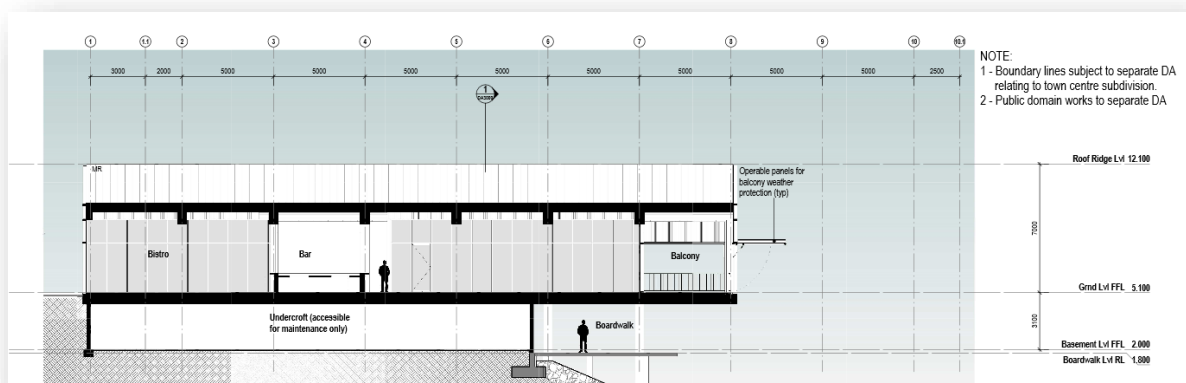 1 1.1 2 3 4 5 6 7 8 9 10 10.1
3000 2000 5000 5000 5000 5000 5000 5000 5000 5000 2500
NOTE:
1 - Boundary lines subject to separate DA
relating to town centre subdivision.
2 - Public domain works to separate DA
1
MR
Roof Ridge Lvl 12.100
Operable panels for
balcony weather
protection (typ)
7000
Bistro
Bar
Balcony
Grnd Lvl FFL 5.100
Undercroft (accessible
for maintenance only)
Boardwalk
3100
Basement Lvl FFL 2.000
Boardwalk Lvl RL 1.800